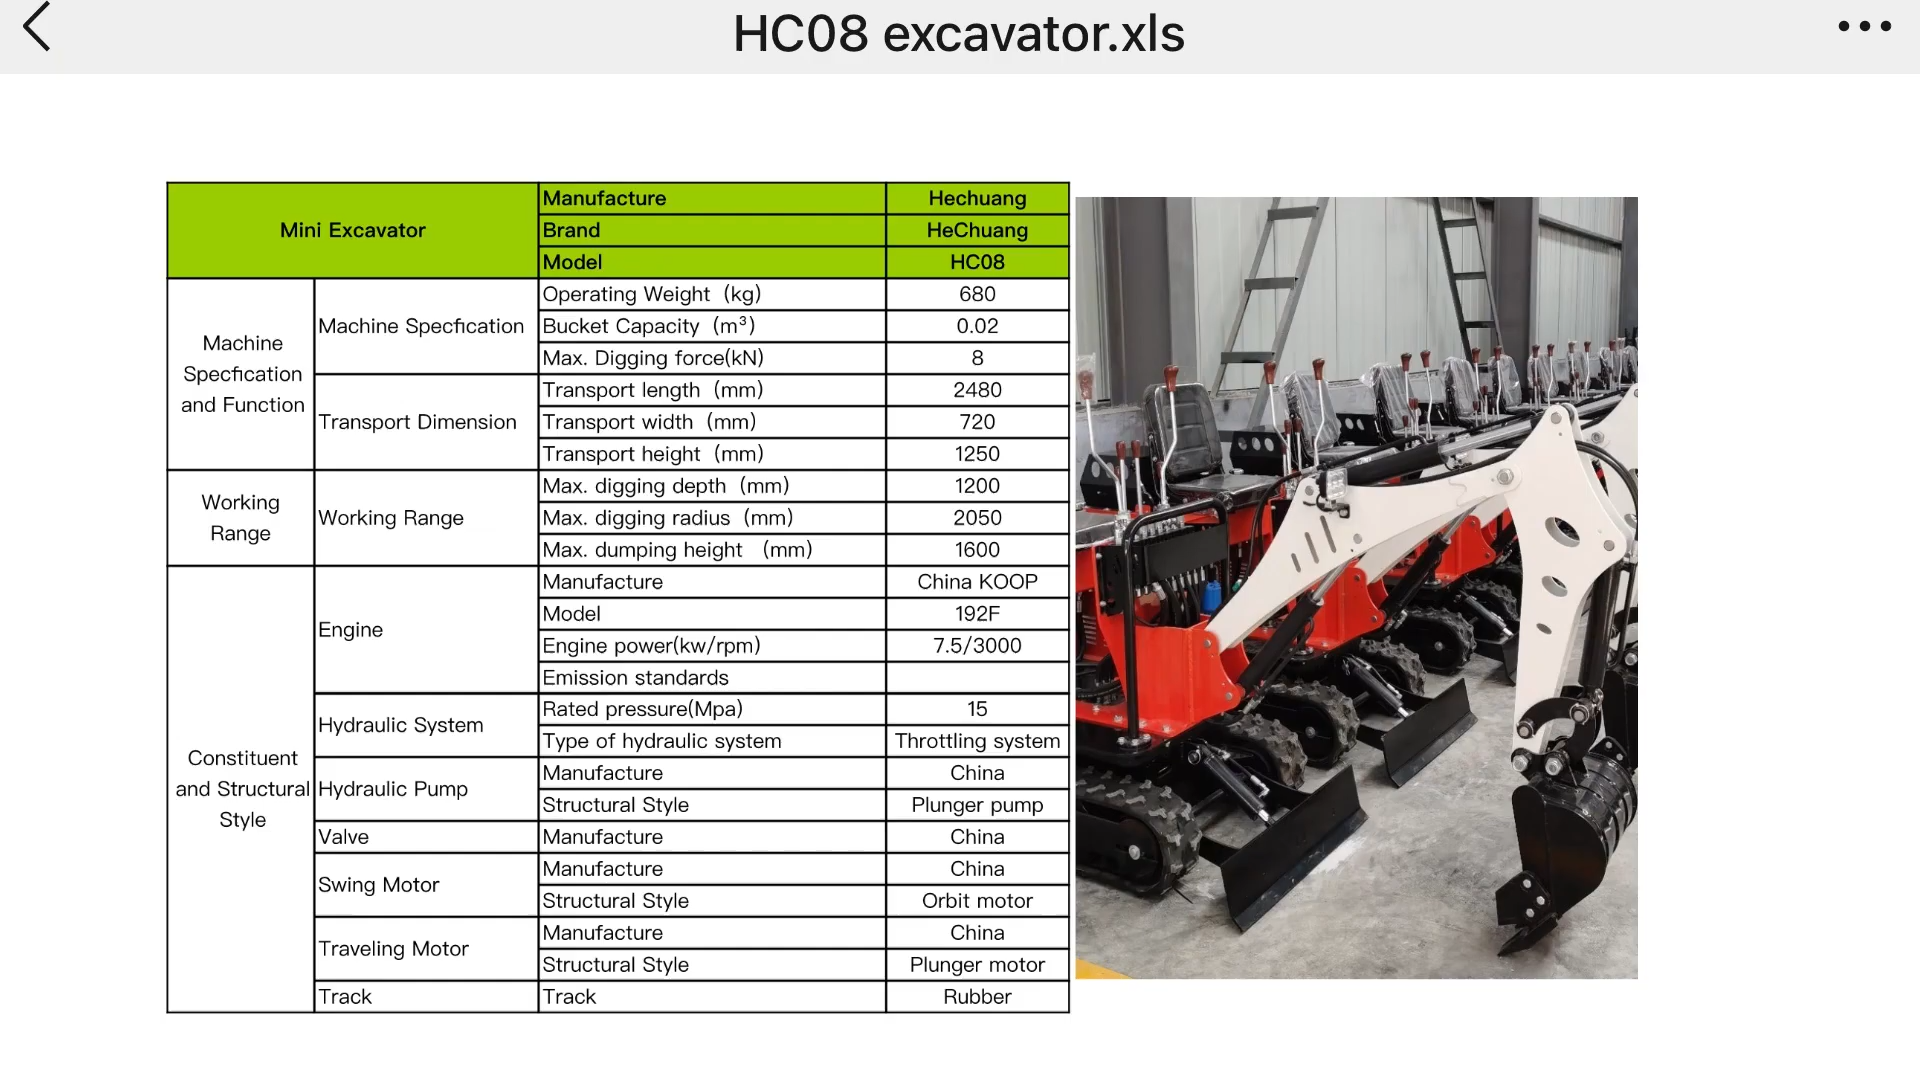 HC08 excavator.xls
Mini Excavator
Manufacture Hechuang
Brand HeChuang
Model HC08
Machine Specfication and Function
Machine Specfication
Operating Weight（kg) 680
Bucket Capacity（m³) 0.02
Max. Digging force(kN) 8
Transport Dimension
Transport length（mm) 2480
Transport width（mm) 720
Transport height（mm) 1250
Working Range
Working Range
Max. digging depth（mm) 1200
Max. digging radius（mm) 2050
Max. dumping height （mm) 1600
Constituent and Structural Style
Engine
Manufacture China KOOP
Model 192F
Engine power(kw/rpm) 7.5/3000
Emission standards
Hydraulic System
Rated pressure(Mpa) 15
Type of hydraulic system Throttling system
Hydraulic Pump
Manufacture China
Structural Style Plunger pump
Valve Manufacture China
Swing Motor
Manufacture China
Structural Style Orbit motor
Traveling Motor
Manufacture China
Structural Style Plunger motor
Track Track Rubber